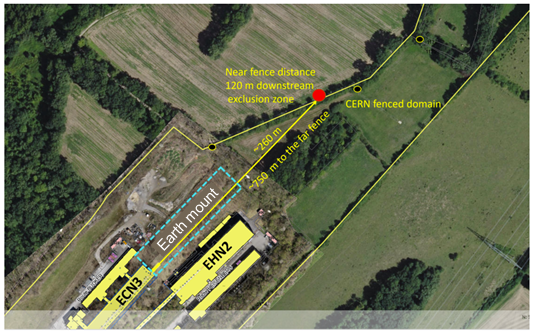 Near fence distance
120 m downstream
exclusion zone
CERN fenced domain
~260 m
~750 m to the far fence
Earth mount
ECN3
EHN2